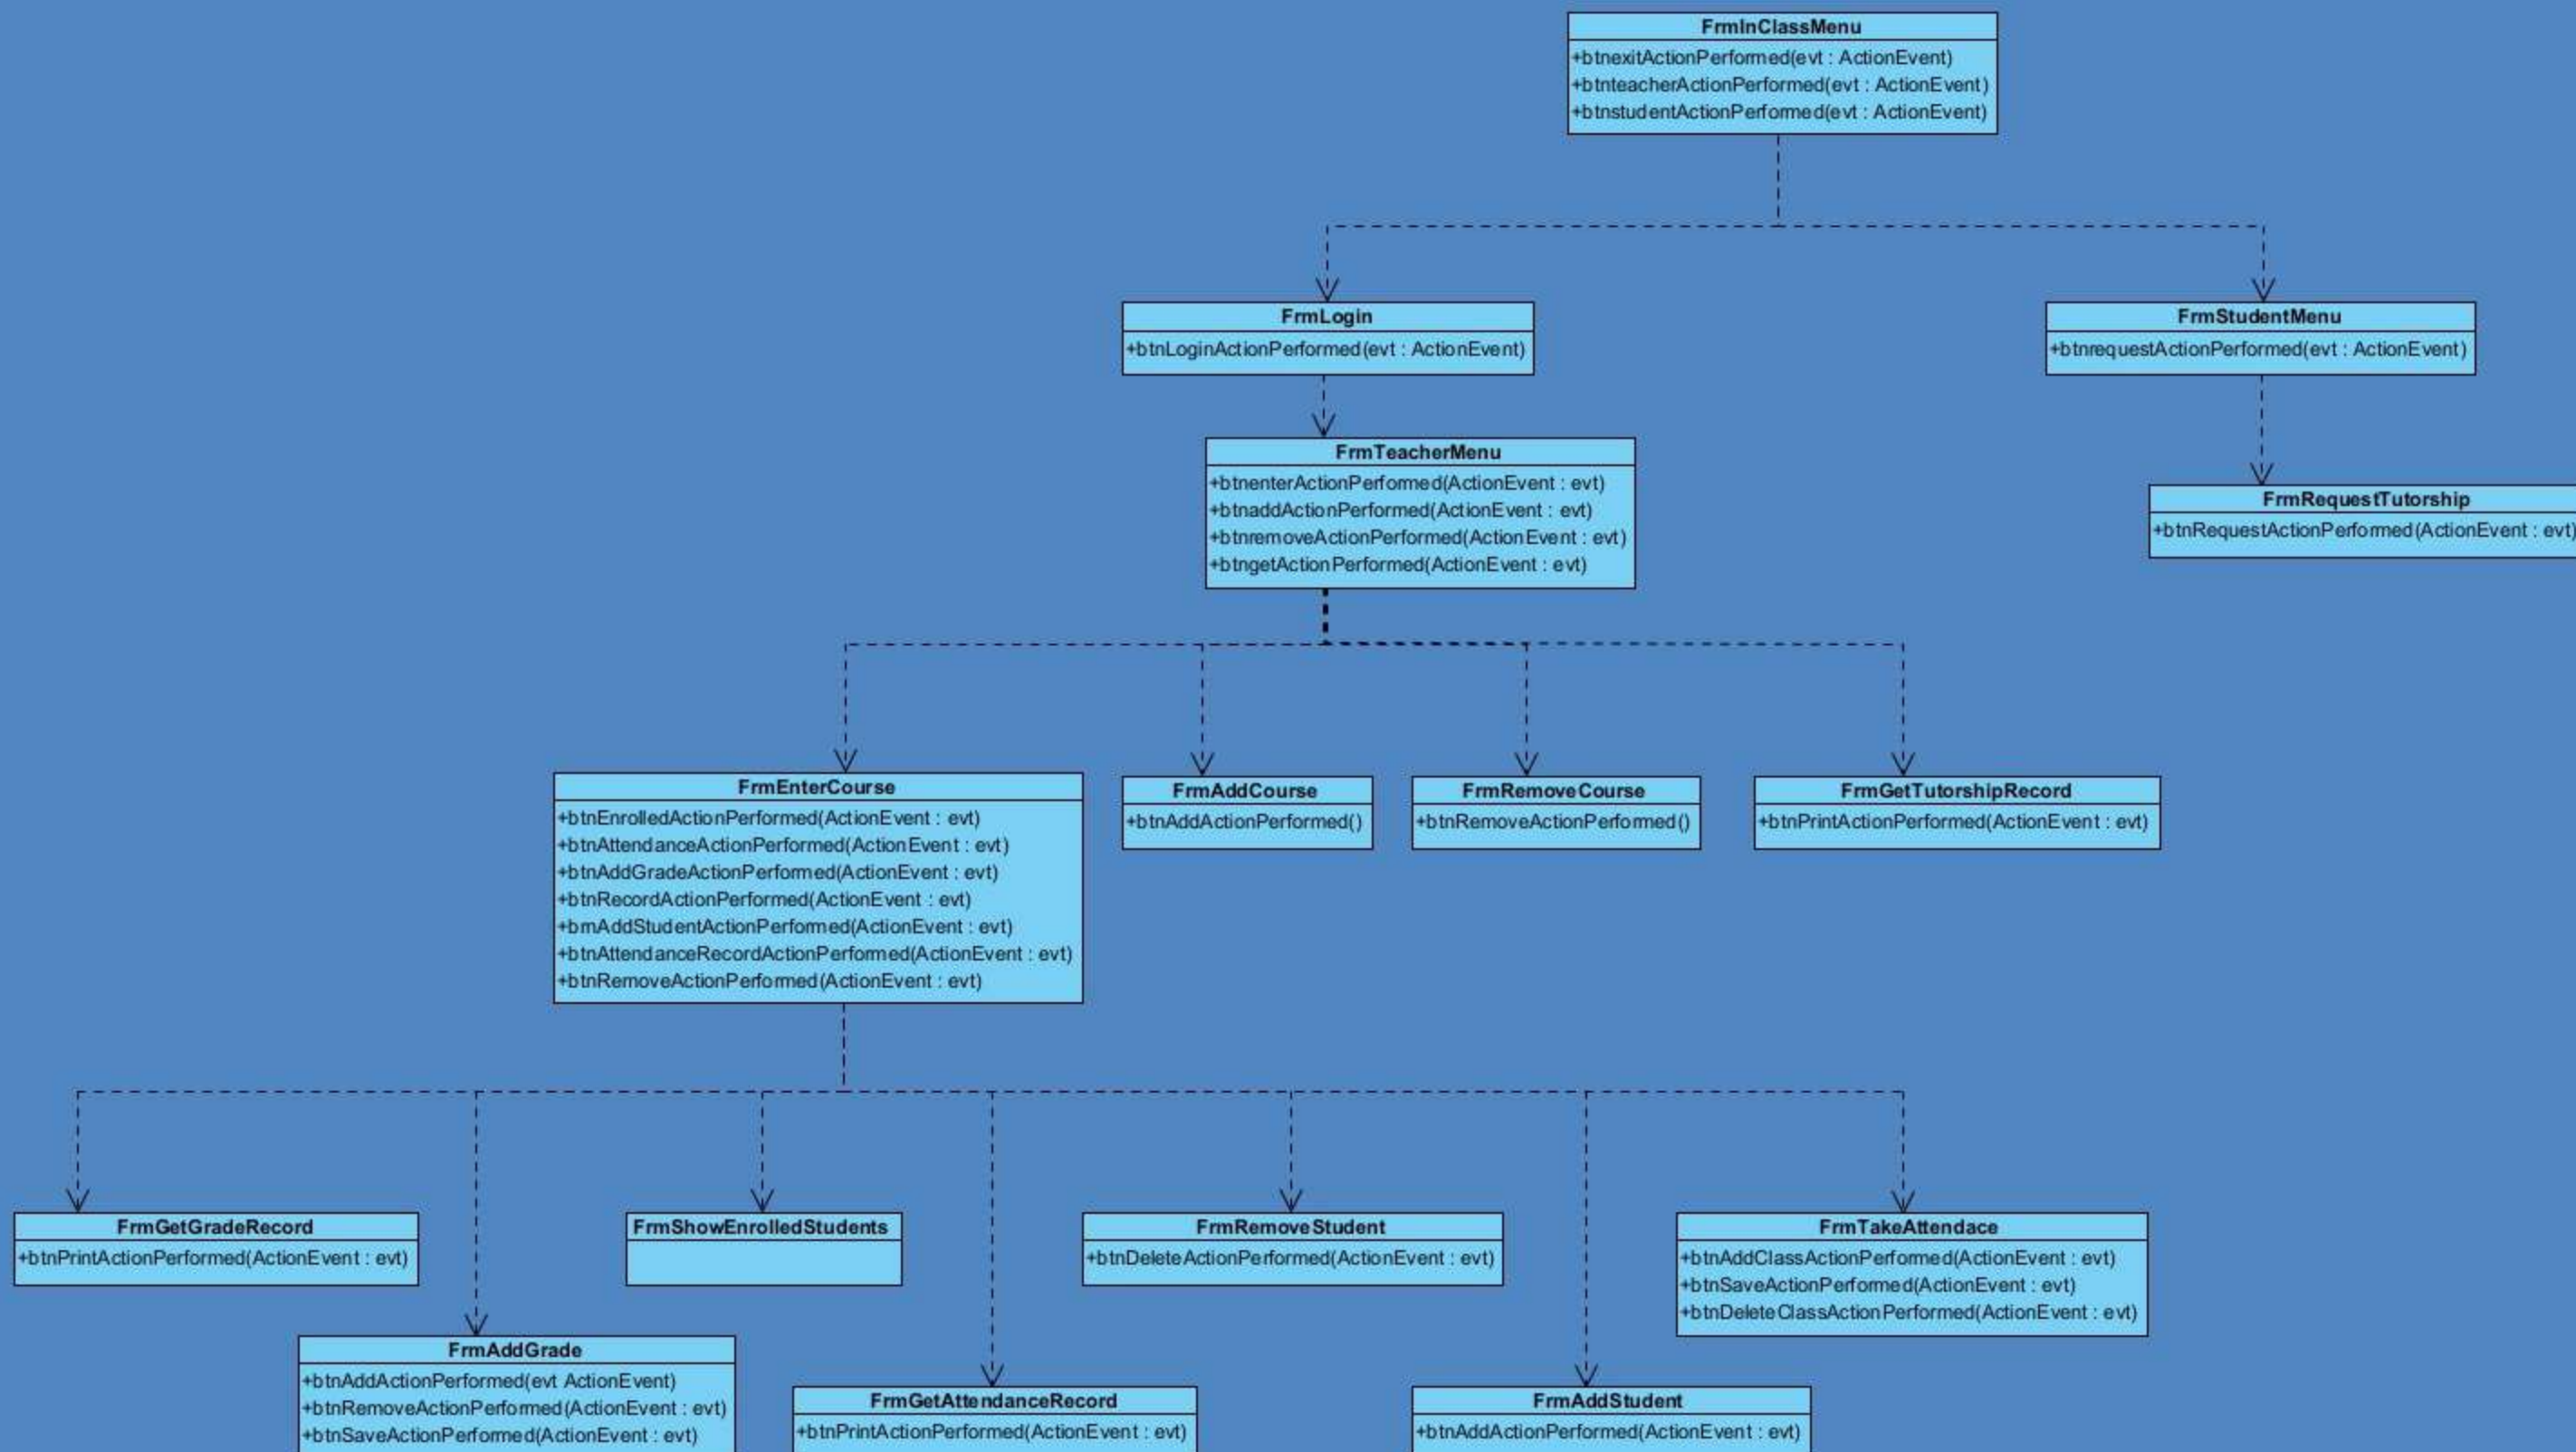 FrmInClassMenu
+btnexitActionPerformed(evt : ActionEvent)
+btnteacherActionPerformed(evt : ActionEvent)
+btnstudentActionPerformed(evt : ActionEvent)
FrmLogin
+btnLoginActionPerformed(evt : ActionEvent)
FrmStudentMenu
+btnrequestActionPerformed(evt : ActionEvent)
FrmTeacherMenu
+btnenterActionPerformed(ActionEvent : evt)
+btnaddActionPerformed(ActionEvent : evt)
+btnremoveActionPerformed(ActionEvent : evt)
+btngetActionPerformed(ActionEvent : evt)
FrmRequestTutorship
+btnRequestActionPerformed(ActionEvent : evt)
FrmEnterCourse
+btnEnrolledActionPerformed(ActionEvent : evt)
+btnAttendanceActionPerformed(ActionEvent : evt)
+btnAddGradeActionPerformed(ActionEvent : evt)
+btnRecordActionPerformed(ActionEvent : evt)
+bmAddStudentActionPerformed(ActionEvent : evt)
+btnAttendanceRecordActionPerformed(ActionEvent : evt)
+btnRemoveActionPerformed(ActionEvent : evt)
FrmAddCourse
+btnAddActionPerformed()
FrmRemoveCourse
+btnRemoveActionPerformed()
FrmGetTutorshipRecord
+btnPrintActionPerformed(ActionEvent : evt)
FrmGetGradeRecord
+btnPrintActionPerformed(ActionEvent : evt)
FrmShowEnrolledStudents
FrmRemoveStudent
+btnDeleteActionPerformed(ActionEvent : evt)
FrmTakeAttendace
+btnAddClassActionPerformed(ActionEvent : evt)
+btnSaveActionPerformed(ActionEvent : evt)
+btnDeleteClassActionPerformed(ActionEvent : evt)
FrmAddGrade
+btnAddActionPerformed(evt ActionEvent)
+btnRemoveActionPerformed(ActionEvent : evt)
+btnSaveActionPerformed(ActionEvent : evt)
FrmGetAttendanceRecord
+btnPrintActionPerformed(ActionEvent : evt)
FrmAddStudent
+btnAddActionPerformed(ActionEvent : evt)